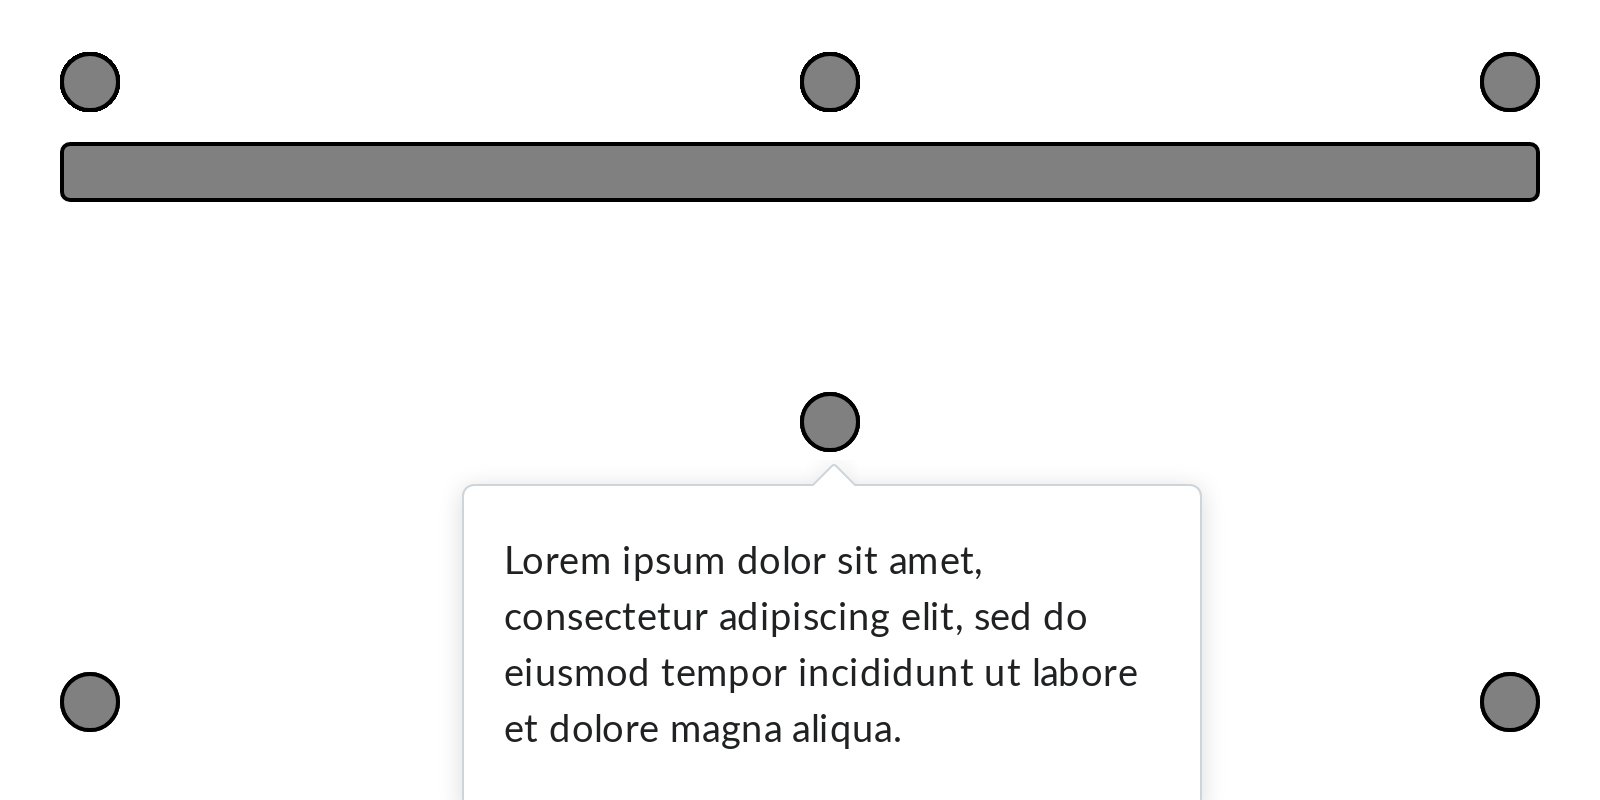 Lorem ipsum dolor sit amet,
consectetur adipiscing elit, sed do
eiusmod tempor incididunt ut labore
et dolore magna aliqua.